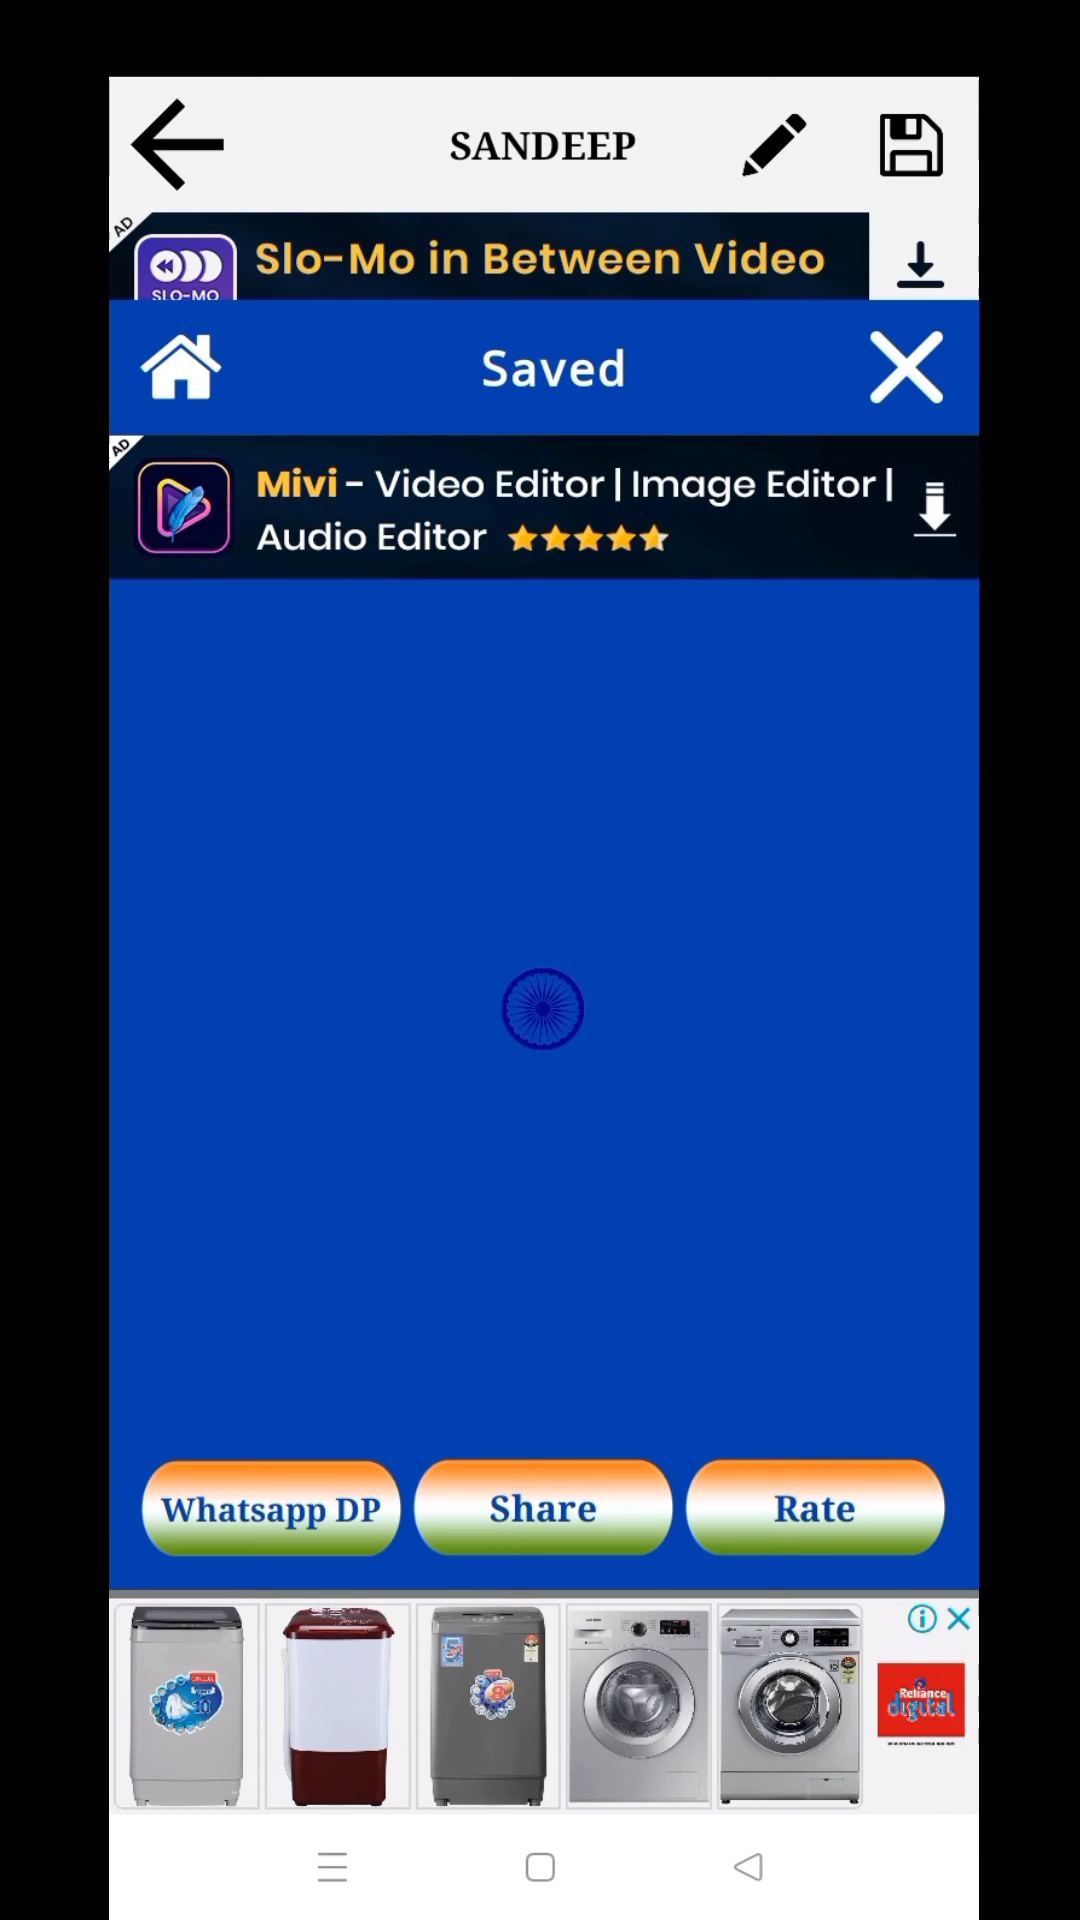 SANDEEP
AD
Slo-Mo in Between Video
SLO-MO
Saved
AD
Mivi - Video Editor | Image Editor |
Audio Editor
Whatsapp DP
Share
Rate
Reliance
digital